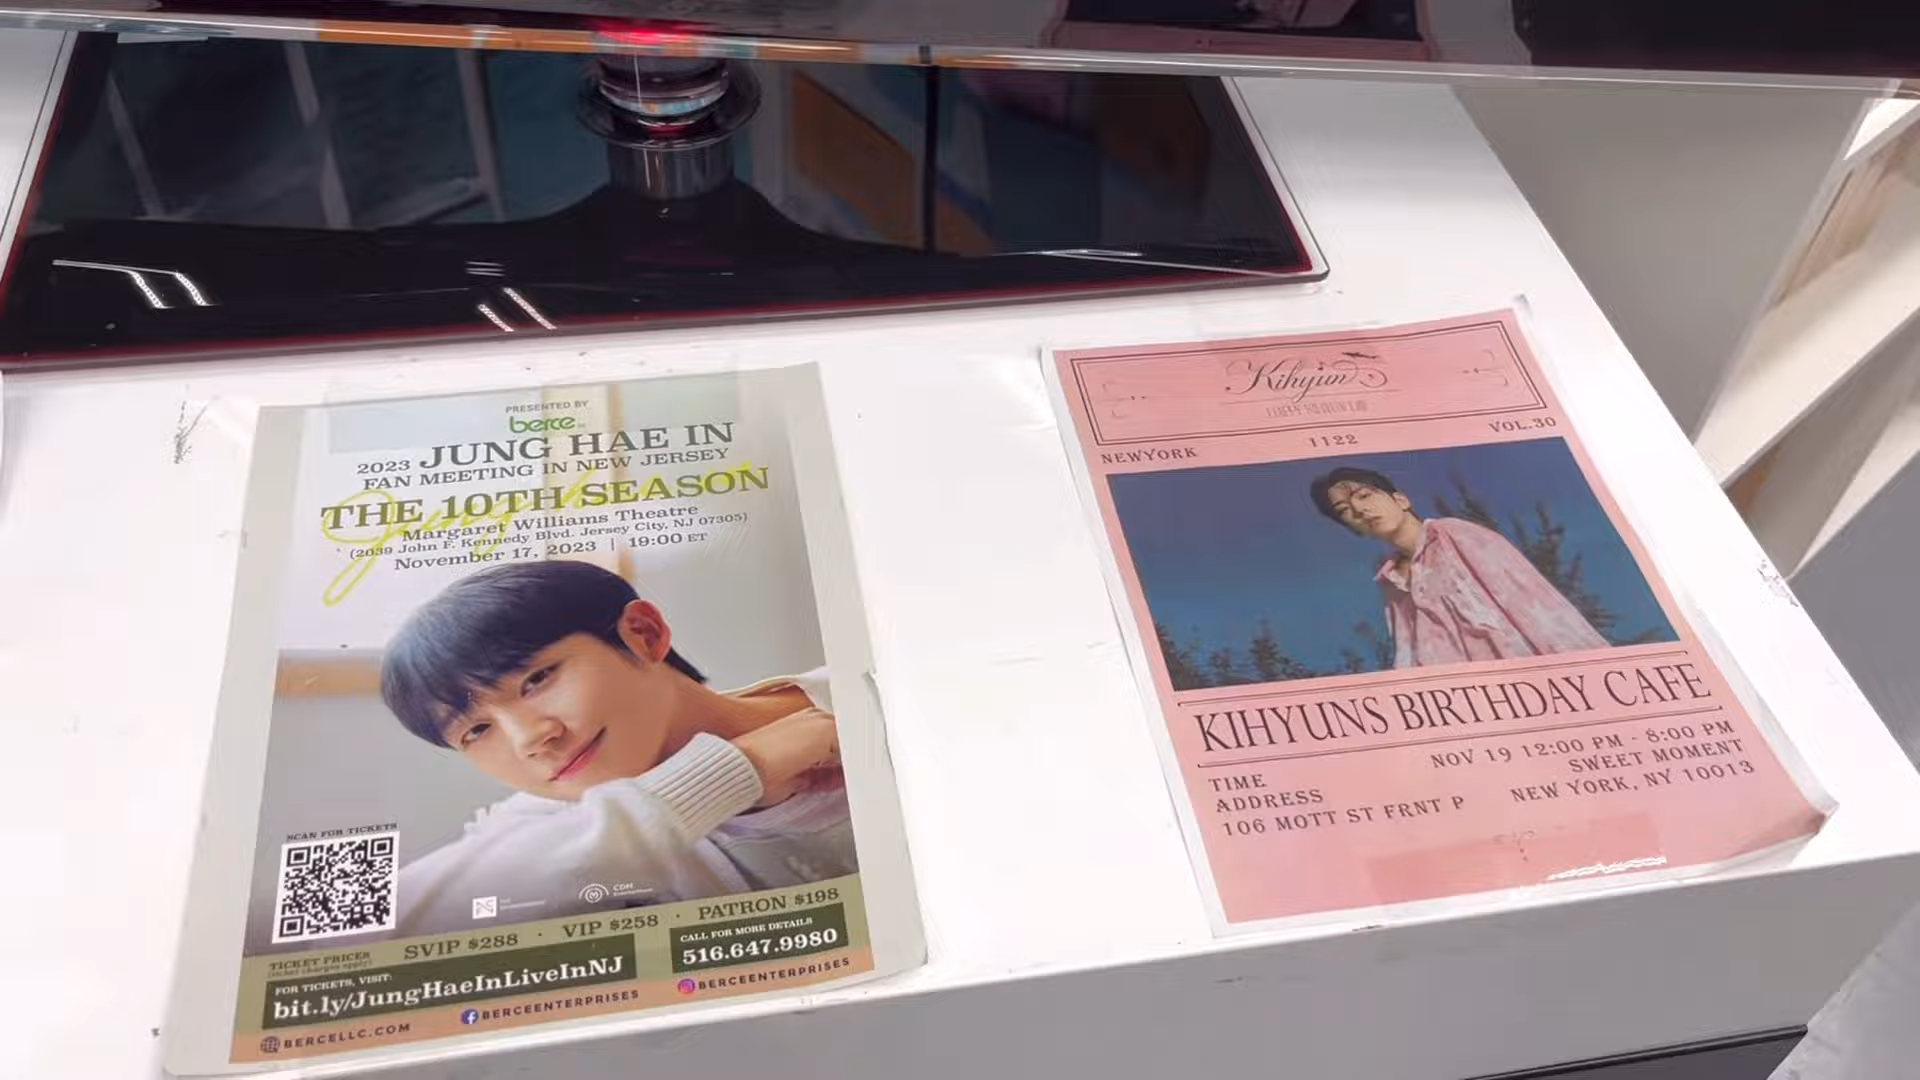 PRESENTED BY
berce
2023 JUNG HAE IN
FAN MEETING IN NEW JERSEY
THE 10TH SEASON
Margaret Williams Theatre
(2039 John F. Kennedy Blvd. Jersey City, NJ 07305)
November 17, 2023 | 19:00 ET
SCAN FOR TICKETS
CDM
TICKET PRICES
(ticket charges apply)
SVIP $288 · VIP $258 · PATRON $198
FOR TICKETS, VISIT:
bit.ly/JungHaeInLiveInNJ
CALL FOR MORE DETAILS
516.647.9980
BERCELLC.COM
BERCEENTERPRISES
BERCEENTERPRISES
Kihyun
NEWYORK
1122
VOL.30
KIHYUNS BIRTHDAY CAFE
TIME
NOV 19 12:00 PM - 8:00 PM
ADDRESS
SWEET MOMENT
106 MOTT ST FRNT P
NEW YORK, NY 10013